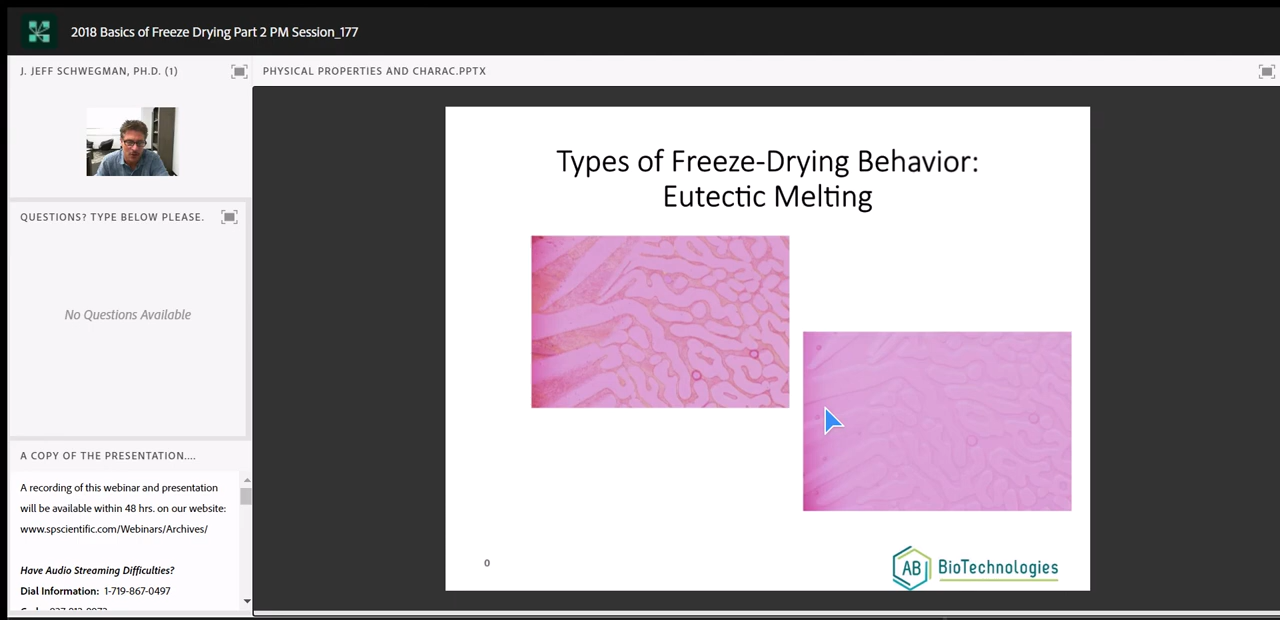 2018 Basics of Freeze Drying Part 2 PM Session_177
J. JEFF SCHWEGMAN, PH.D. (1)
PHYSICAL PROPERTIES AND CHARAC.PPTX
QUESTIONS? TYPE BELOW PLEASE.
No Questions Available
A COPY OF THE PRESENTATION....
A recording of this webinar and presentation
will be available within 48 hrs. on our website:
www.spscientific.com/Webinars/Archives/
Have Audio Streaming Difficulties?
Dial Information: 1-719-867-0497
Types of Freeze-Drying Behavior:
Eutectic Melting
0
AB BioTechnologies